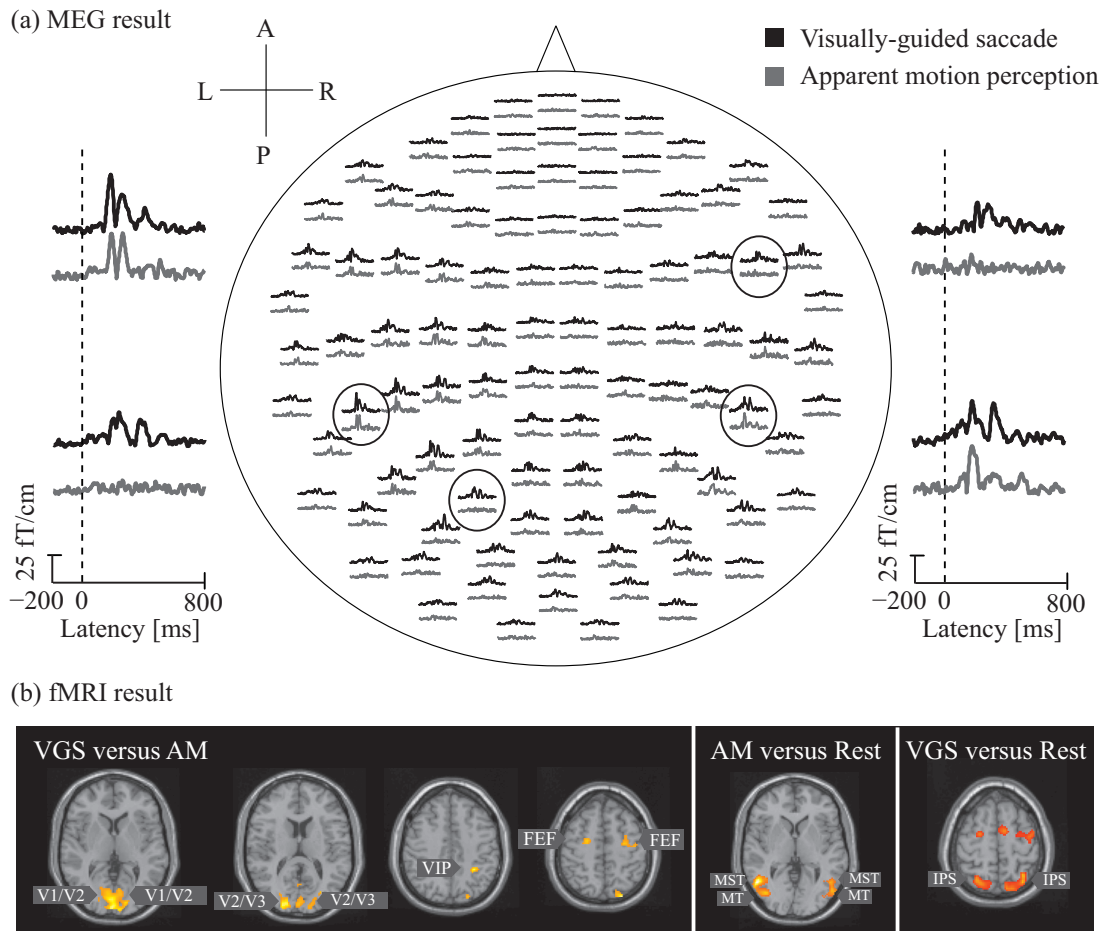 (a) MEG result
A
L R
P
Visually-guided saccade
Apparent motion perception
25 fT/cm
−200 0 800
Latency [ms]
25 fT/cm
−200 0 800
Latency [ms]
(b) fMRI result
VGS versus AM
V1/V2 V1/V2
V2/V3 V2/V3
VIP
FEF FEF
AM versus Rest
MST MST
MT MT
VGS versus Rest
IPS IPS